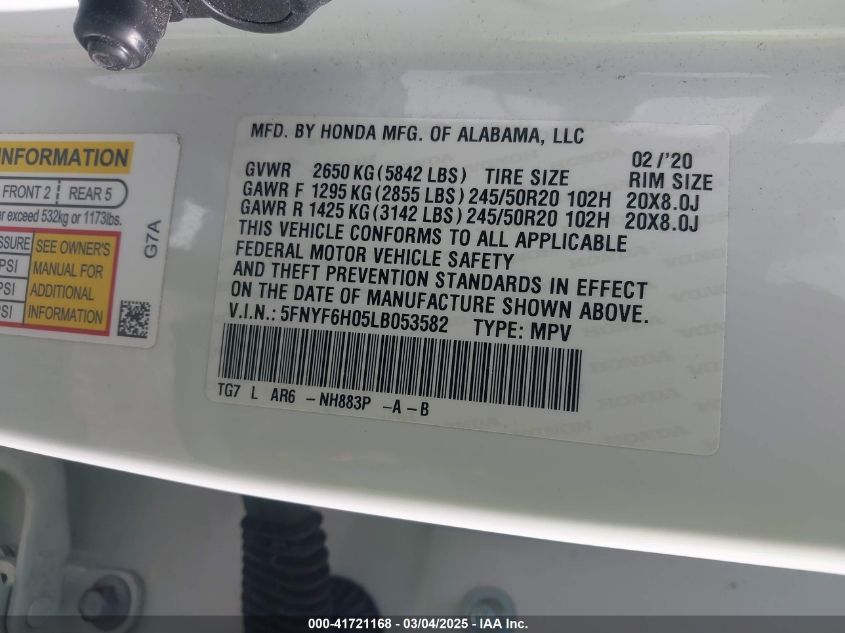 MFD. BY HONDA MFG. OF ALABAMA, LLC
02 / '20
GVWR 2650 KG (5842 LBS) TIRE SIZE RIM SIZE
GAWR F 1295 KG (2855 LBS) 245/50R20 102H 20X8.0J
GAWR R 1425 KG (3142 LBS) 245/50R20 102H 20X8.0J
THIS VEHICLE CONFORMS TO ALL APPLICABLE
FEDERAL MOTOR VEHICLE SAFETY
AND THEFT PREVENTION STANDARDS IN EFFECT
ON THE DATE OF MANUFACTURE SHOWN ABOVE.
V.I.N.: 5FNYF6H05LB053582 TYPE: MPV
TG7 L AR6 - NH883P - A - B
INFORMATION
FRONT 2 REAR 5
exceed 532kg or 1173lbs.
SEE OWNER'S
MANUAL FOR
ADDITIONAL
INFORMATION
PSI
PSI
PSI
G7A
000-41721168 - 03/04/2025 - IAA Inc.